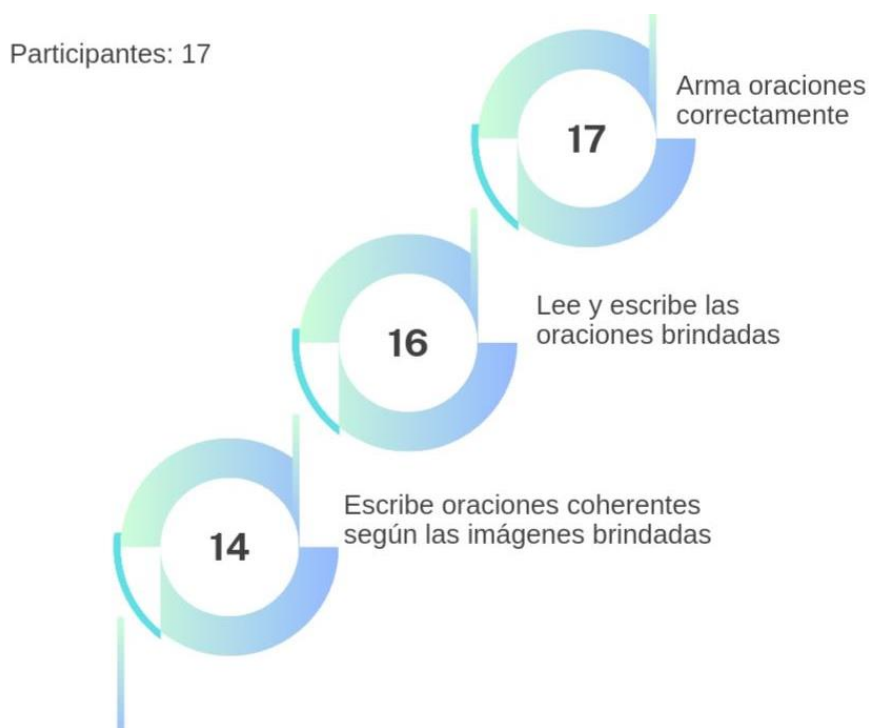 Participantes: 17
17
Arma oraciones
correctamente
16
Lee y escribe las
oraciones brindadas
14
Escribe oraciones coherentes
según las imágenes brindadas